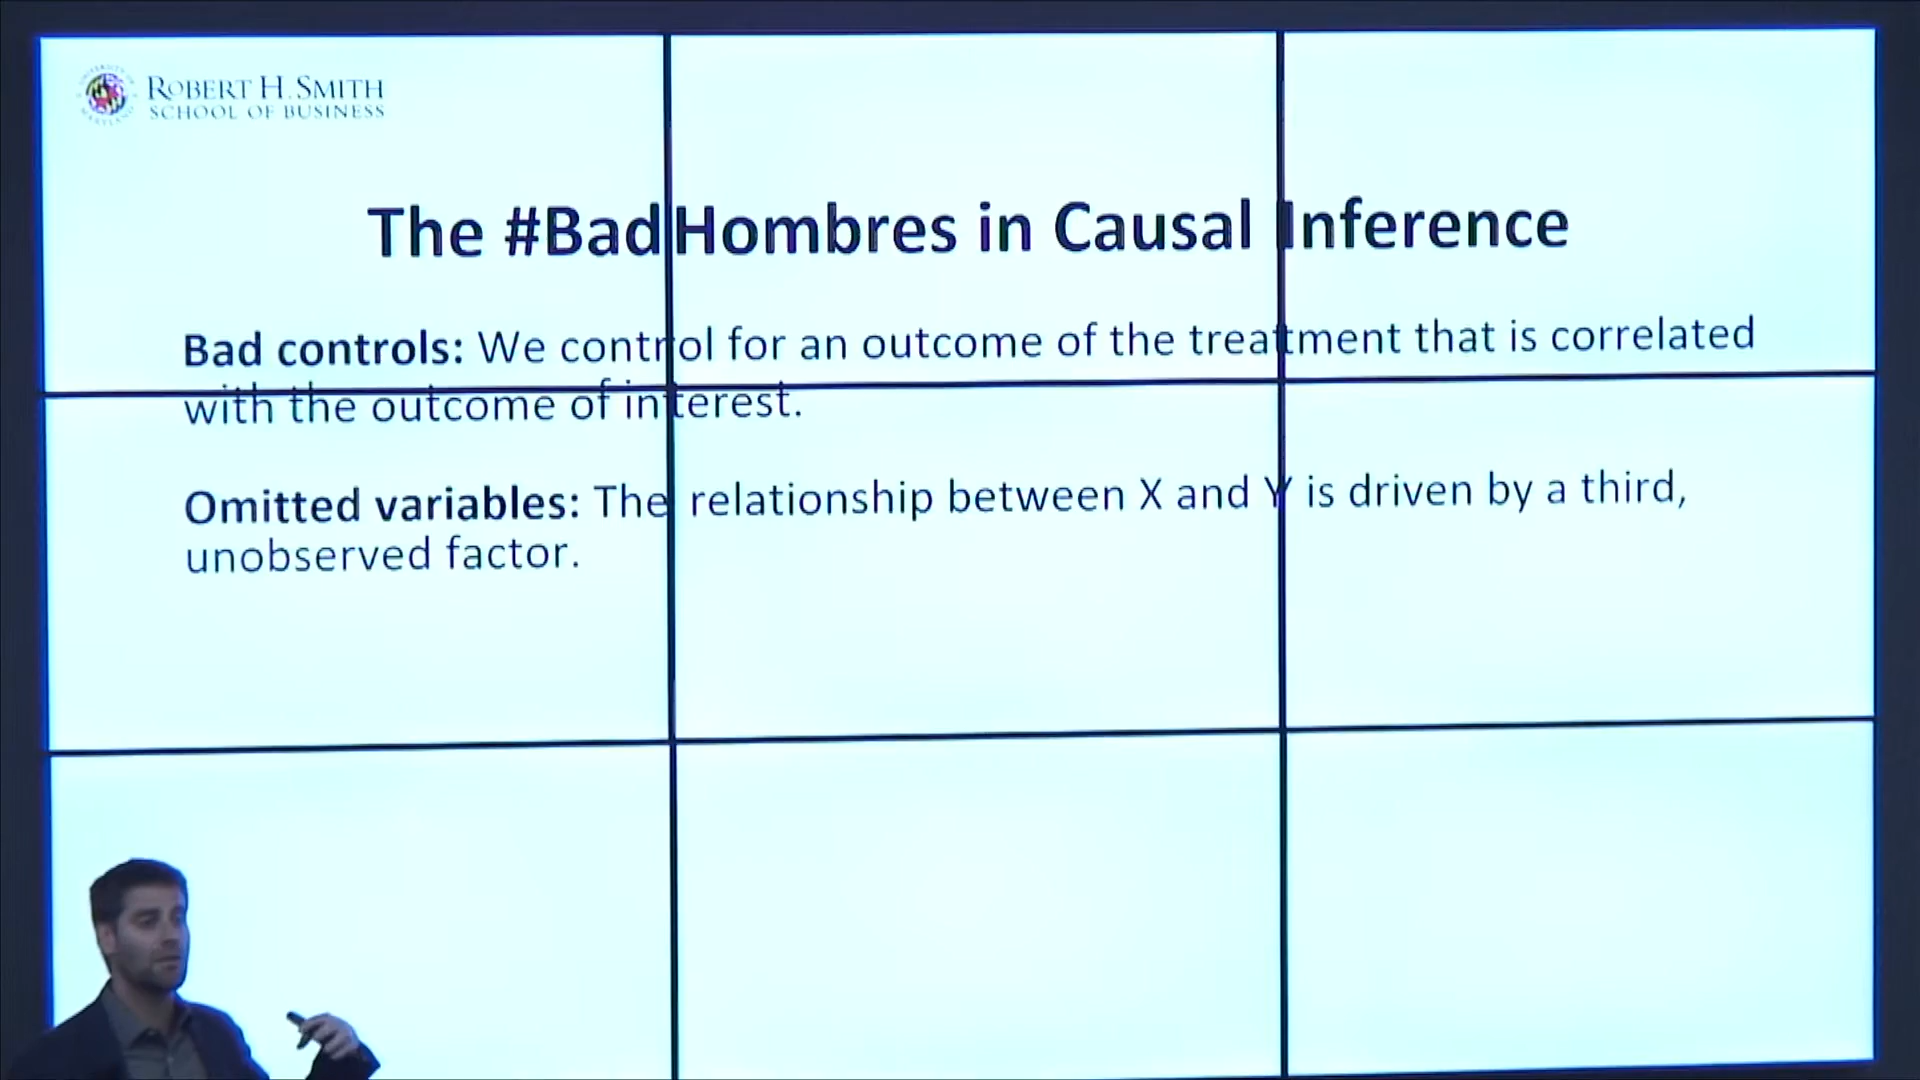 ROBERT H. SMITH
SCHOOL OF BUSINESS
The #BadHombres in Causal Inference
Bad controls: We control for an outcome of the treatment that is correlated
with the outcome of interest.
Omitted variables: The relationship between X and Y is driven by a third,
unobserved factor.